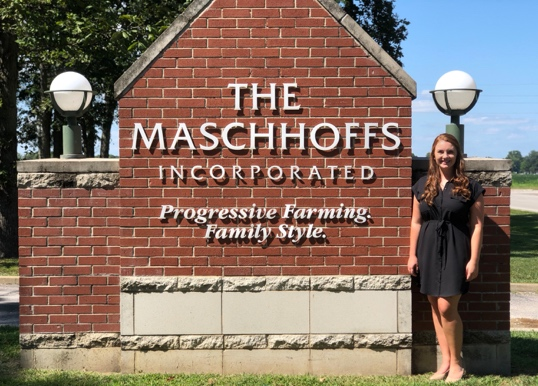 THE
MASCHHOFFS
INCORPORATED
Progressive Farming.
Family Style.